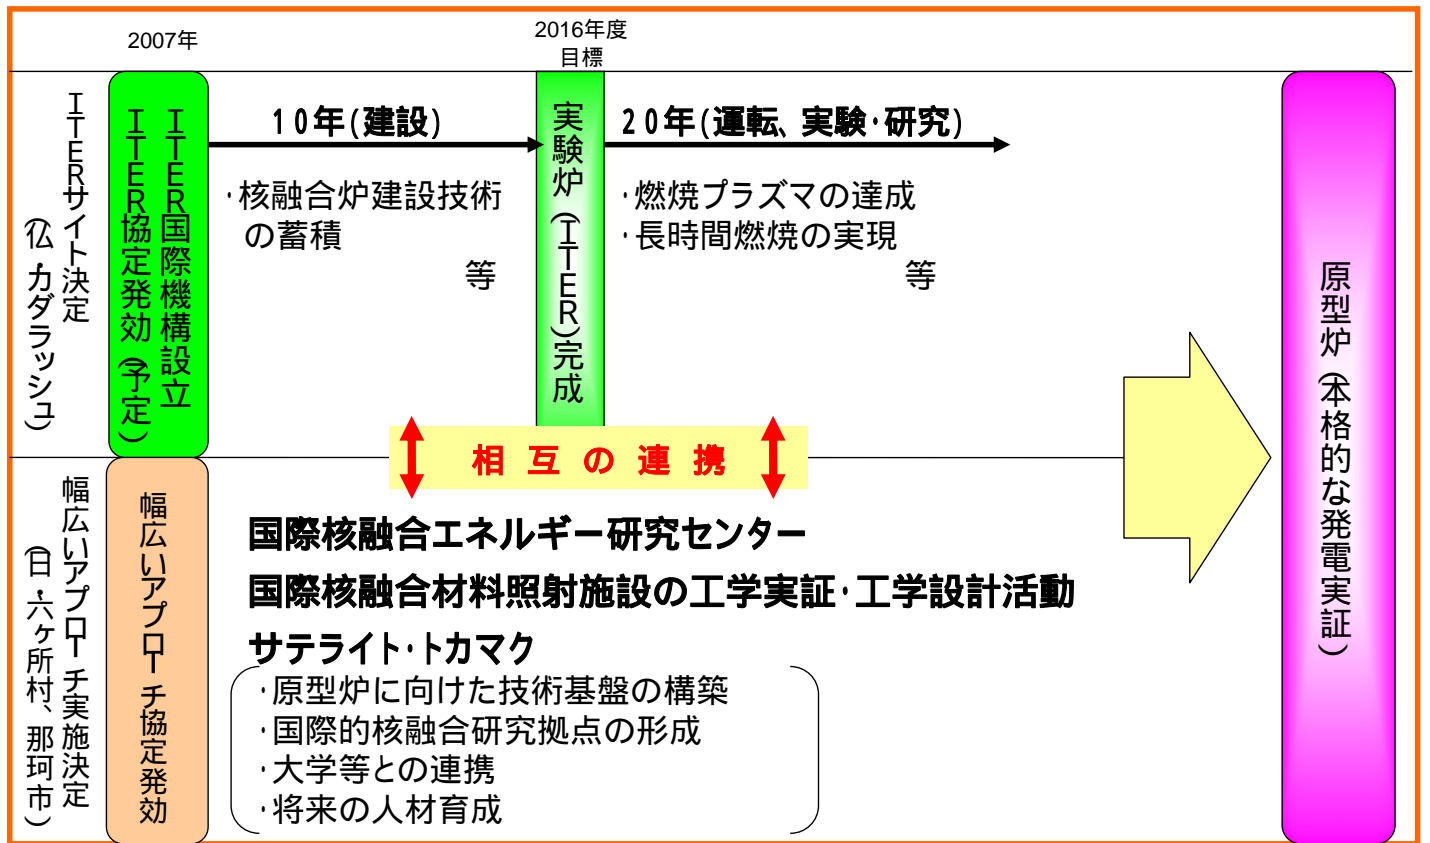 2007年
2016年度
目標
ITERサイト決定
(仏・カダラッシュ)
ITER国際機構設立
ITER協定発効(予定)
10年(建設)
・核融合炉建設技術
の蓄積
等
実験炉(ITER)完成
20年(運転、実験・研究)
・燃焼プラズマの達成
・長時間燃焼の実現
等
原型炉(本格的な発電実証)
相互の連携
幅広いアプローチ実施決定
(日・六ヶ所村、那珂市)
幅広いアプローチ協定発効
国際核融合エネルギー研究センター
国際核融合材料照射施設の工学実証・工学設計活動
サテライト・トカマク
・原型炉に向けた技術基盤の構築
・国際的核融合研究拠点の形成
・大学等との連携
・将来の人材育成